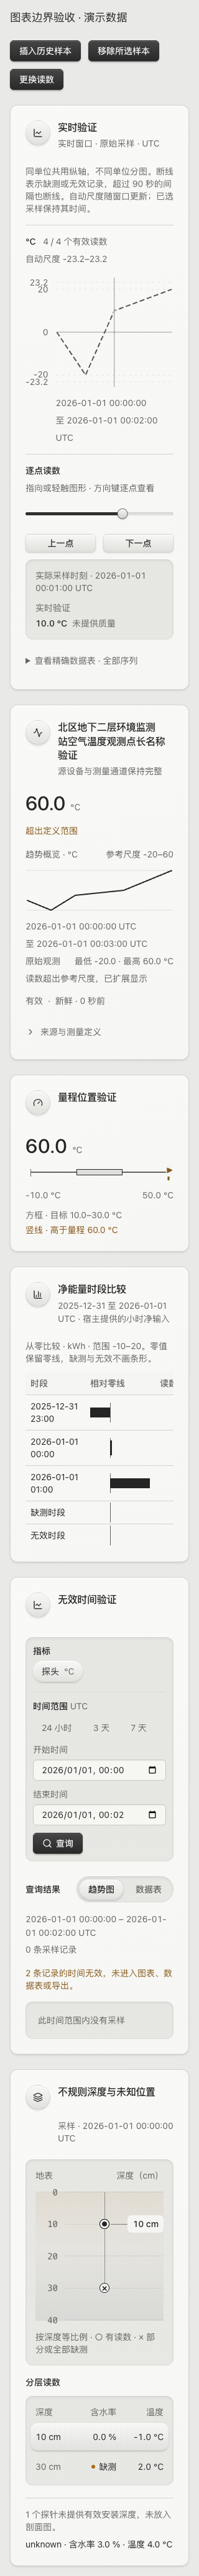 图表边界验收 · 演示数据
插入历史样本
移除所选样本
更换读数
实时验证
实时窗口 · 原始采样 · UTC
同单位共用纵轴，不同单位分图。断线
表示缺测或无效记录，超过 90 秒的间
隔也断线。自动尺度随窗口更新；已选
采样保持其时间。
°C 4 / 4 个有效读数
自动尺度 -23.2–23.2
23.2
20
0
-20
-23.2
2026-01-01 00:00:00
至 2026-01-01 00:02:00
UTC
逐点读数
指向或轻触图形 · 方向键逐点查看
上一点
下一点
实际采样时刻 · 2026-01-01
00:01:00 UTC
实时验证
10.0 °C 未提供质量
查看精确数据表 · 全部序列
北区地下二层环境监测
站空气温度观测点长名称
验证
源设备与测量通道保持完整
60.0 °C
超出定义范围
趋势概览 · °C 参考尺度 -20–60
2026-01-01 00:00:00 UTC
至 2026-01-01 00:03:00 UTC
原始观测 最低 -20.0 · 最高 60.0 °C
读数超出参考尺度，已扩展显示
有效 · 新鲜 · 0 秒前
来源与测量定义
量程位置验证
60.0 °C
-10.0 °C 50.0 °C
方框 · 目标 10.0–30.0 °C
竖线 · 高于量程 60.0 °C
净能量时段比较
2025-12-31 至 2026-01-01
UTC · 宿主提供的小时净输入
从零比较 · kWh · 范围 -10–20。零值
保留零线，缺测与无效不画条形。
时段 相对零线
2025-12-31
23:00
2026-01-01
00:00
2026-01-01
01:00
缺测时段
无效时段
无效时间验证
指标
探头 °C
时间范围 UTC
24 小时 3 天 7 天
开始时间
2026/01/01, 00:00
结束时间
2026/01/01, 00:02
查询
查询结果 趋势图 数据表
2026-01-01 00:00:00 – 2026-01-
01 00:02:00 UTC
0 条采样记录
2 条记录的时间无效，未进入图表、数
据表或导出。
此时间范围内没有采样
不规则深度与未知位置
采样 · 2026-01-01 00:00:00
UTC
地表 深度（cm）
0
10
10 cm
20
30
40
按深度等比例 · ○ 有读数 · × 部
分或全部缺测
分层读数
深度 含水率 温度
10 cm 0.0 % -1.0 °C
30 cm 缺测 2.0 °C
1 个探针未提供有效安装深度，未放入
剖面图。
unknown · 含水率 3.0 % · 温度 4.0 °C